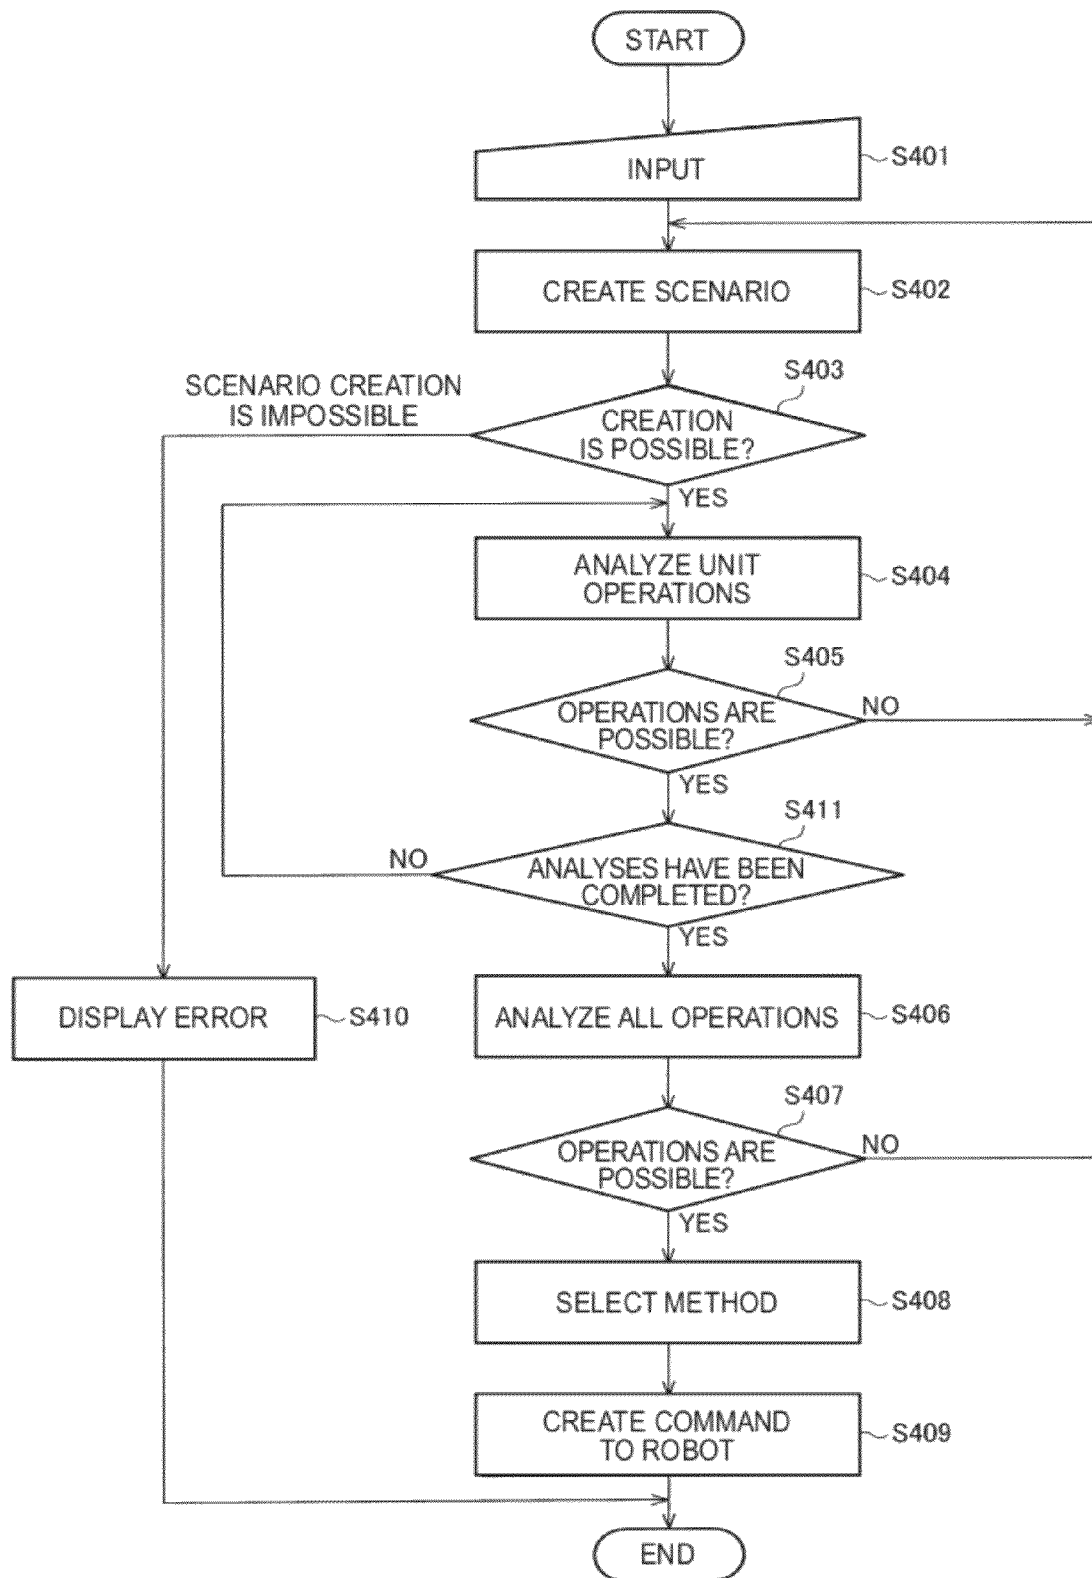 START
INPUT
S401
CREATE SCENARIO
S402
S403
SCENARIO CREATION
IS IMPOSSIBLE
CREATION
IS POSSIBLE?
YES
ANALYZE UNIT
OPERATIONS
S404
S405
OPERATIONS ARE
POSSIBLE?
NO
YES
S411
NO
ANALYSES HAVE BEEN
COMPLETED?
YES
DISPLAY ERROR
S410
ANALYZE ALL OPERATIONS
S406
S407
OPERATIONS ARE
POSSIBLE?
NO
YES
SELECT METHOD
S408
CREATE COMMAND
TO ROBOT
S409
END